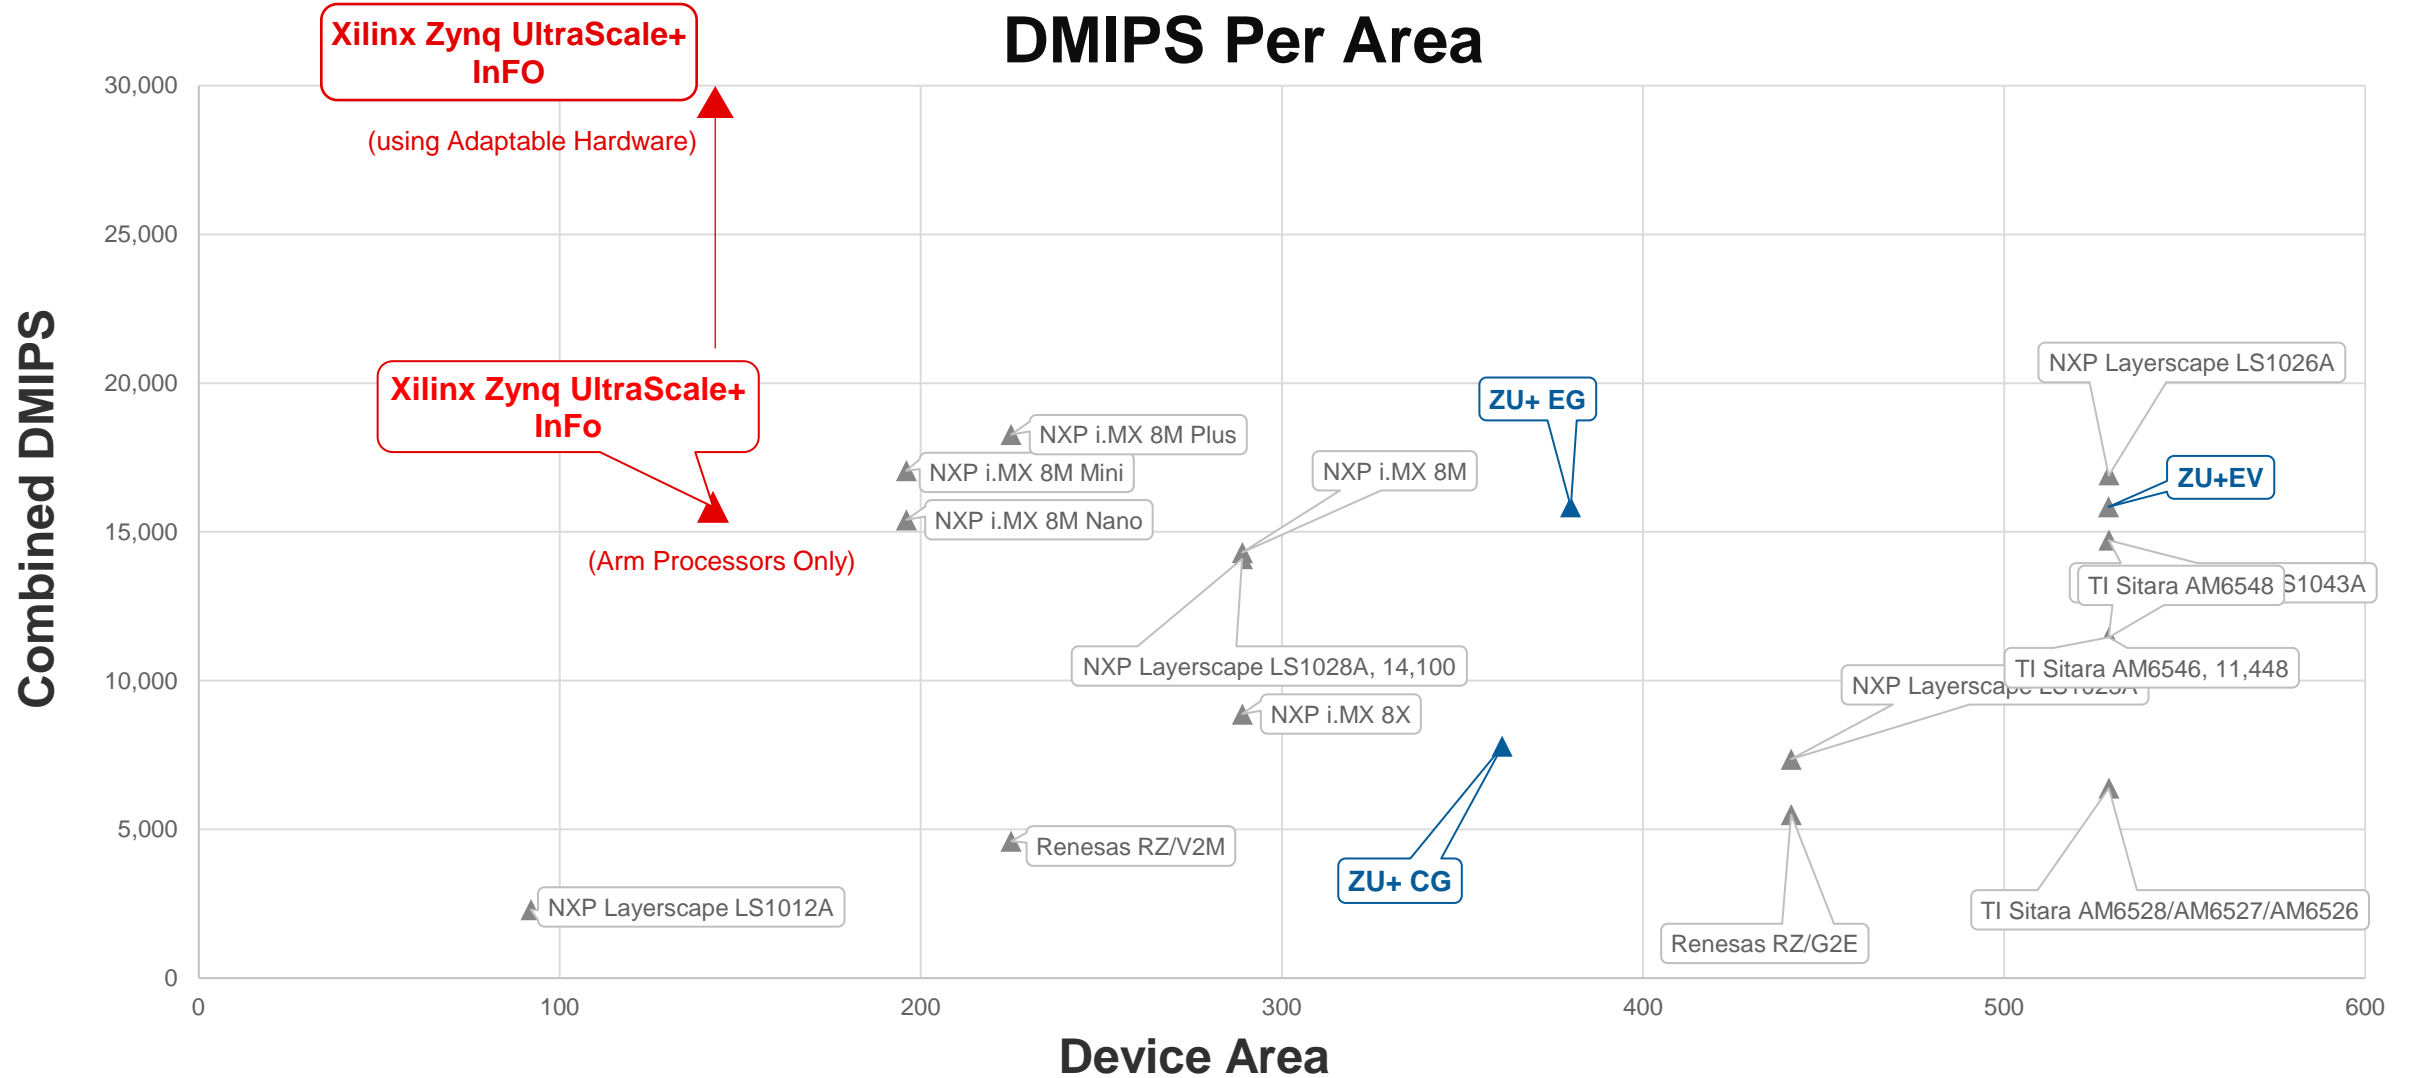 DMIPS Per Area
Xilinx Zynq UltraScale+
InFO
(using Adaptable Hardware)
30,000
25,000
20,000
15,000
10,000
5,000
0
Combined DMIPS
Xilinx Zynq UltraScale+
InFo
(Arm Processors Only)
NXP Layerscape LS1026A
ZU+ EG
NXP i.MX 8M Plus
NXP i.MX 8M Mini
NXP i.MX 8M
ZU+EV
NXP i.MX 8M Nano
TI Sitara AM6548
S1043A
NXP Layerscape LS1028A, 14,100
TI Sitara AM6546, 11,448
NXP Layerscape LS1023A
NXP i.MX 8X
Renesas RZ/V2M
ZU+ CG
NXP Layerscape LS1012A
TI Sitara AM6528/AM6527/AM6526
Renesas RZ/G2E
0 100 200 300 400 500 600
Device Area